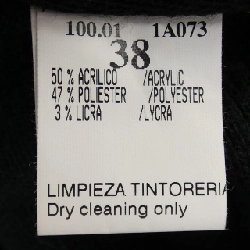 100.01 1A073
38
50 % ACRILICO /ACRYLIC
47 % POLIESTER /POLYESTER
3 % LICRA /LYCRA
LIMPIEZA TINTORERIA
Dry cleaning only